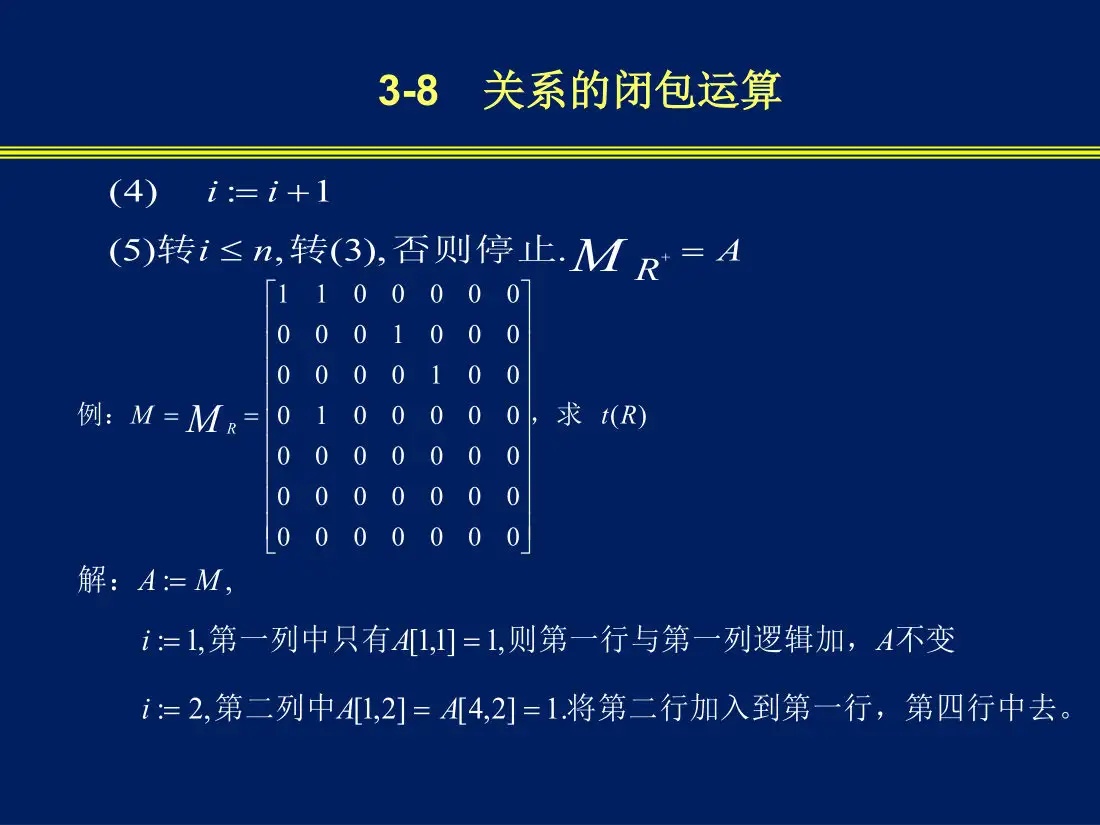 3-8 关系的闭包运算
(4) i := i + 1
(5)转i ≤ n,转(3),否则停止.M R⁺ = A
1 1 0 0 0 0 0
0 0 0 1 0 0 0
0 0 0 0 1 0 0
例：M = M R = 0 1 0 0 0 0 0 ，求 t(R)
0 0 0 0 0 0 0
0 0 0 0 0 0 0
0 0 0 0 0 0 0
解：A := M ,
i := 1,第一列中只有A[1,1] = 1,则第一行与第一列逻辑加，A不变
i := 2,第二列中A[1,2] = A[4,2] = 1.将第二行加入到第一行，第四行中去。